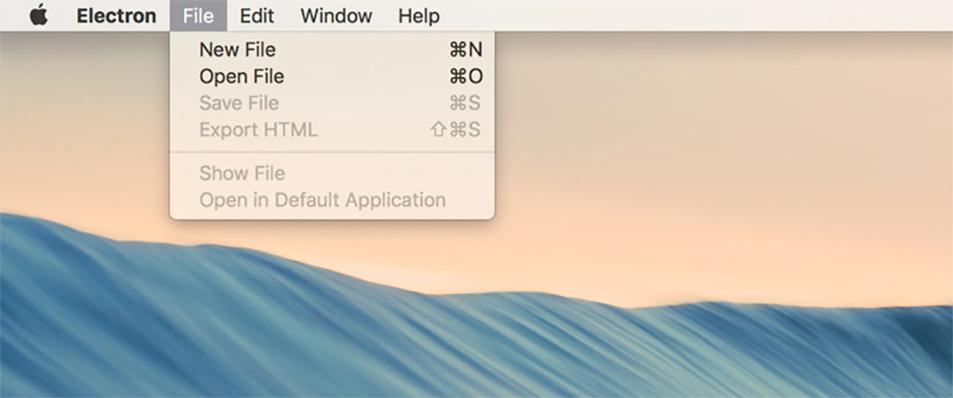 Electron File Edit Window Help
New File ⌘N
Open File ⌘O
Save File ⌘S
Export HTML ⇧⌘S
Show File
Open in Default Application